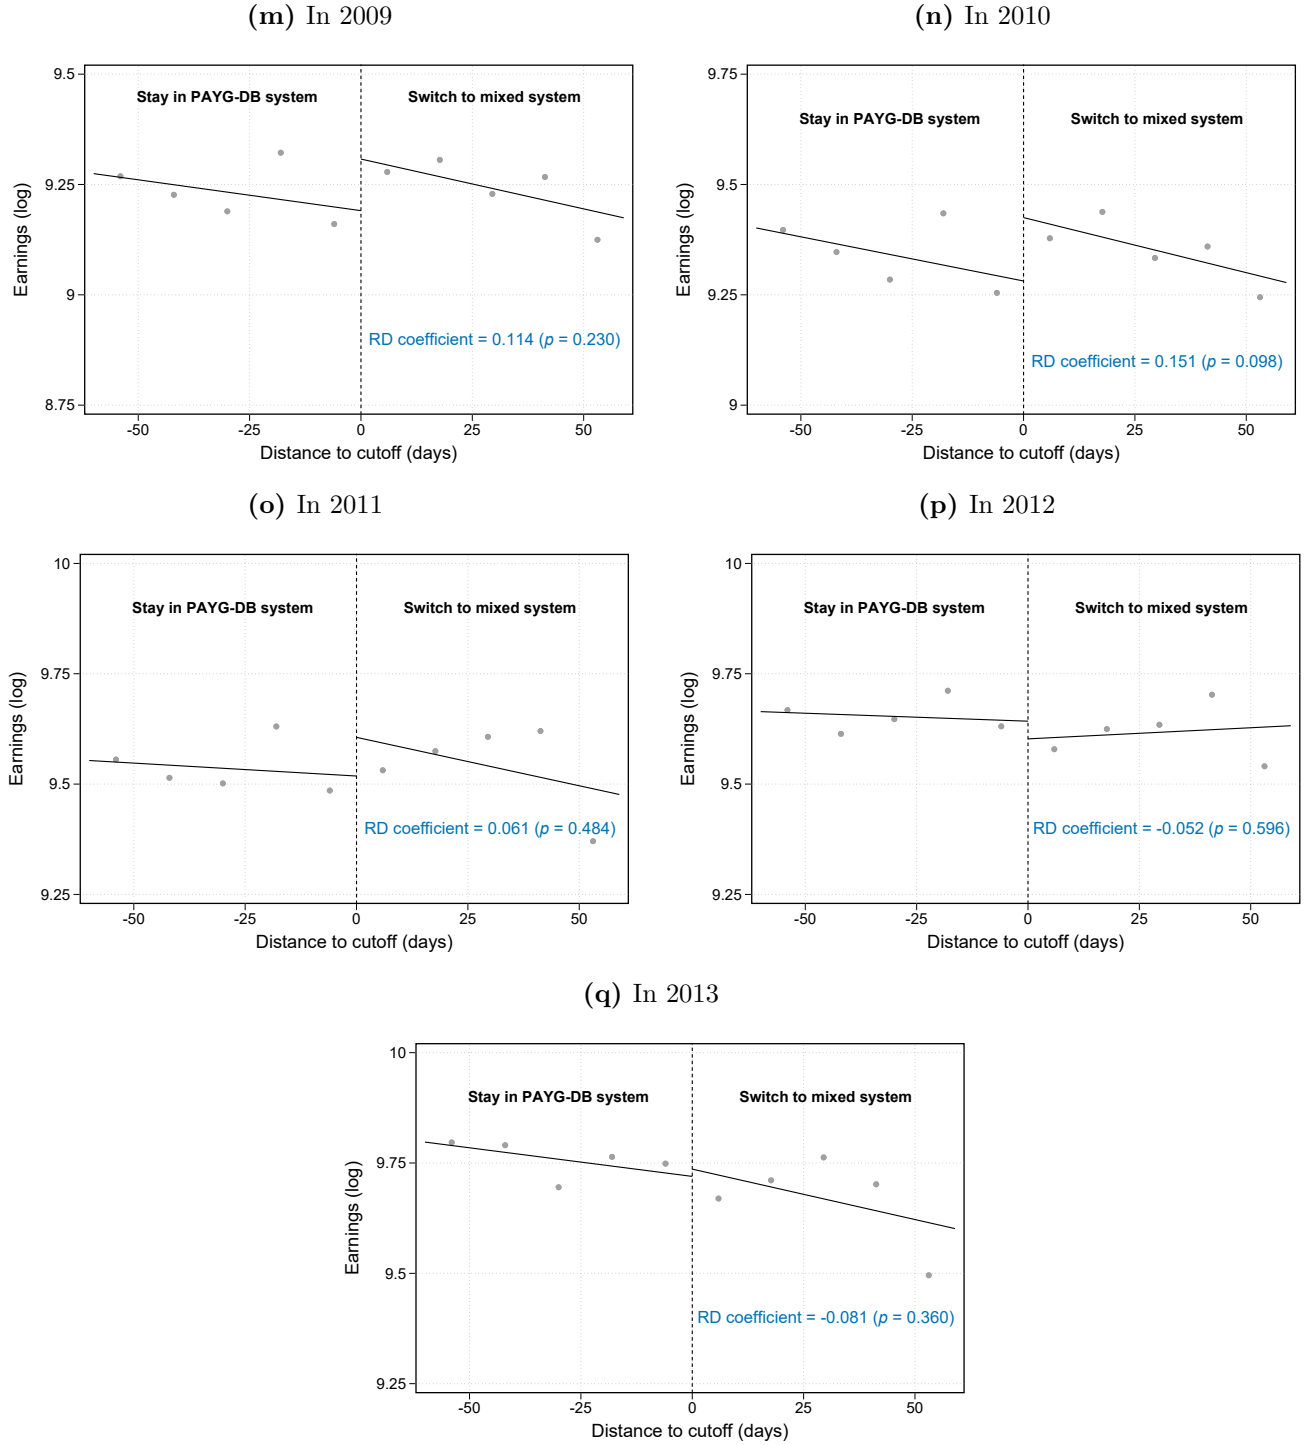 (m) In 2009
(n) In 2010
9.5
9.25
9
8.75
Earnings (log)
Stay in PAYG-DB system
Switch to mixed system
RD coefficient = 0.114 (p = 0.230)
-50 -25 0 25 50
Distance to cutoff (days)
9.75
9.5
9.25
9
Earnings (log)
Stay in PAYG-DB system
Switch to mixed system
RD coefficient = 0.151 (p = 0.098)
-50 -25 0 25 50
Distance to cutoff (days)
(o) In 2011
(p) In 2012
10
9.75
9.5
9.25
Earnings (log)
Stay in PAYG-DB system
Switch to mixed system
RD coefficient = 0.061 (p = 0.484)
-50 -25 0 25 50
Distance to cutoff (days)
10
9.75
9.5
9.25
Earnings (log)
Stay in PAYG-DB system
Switch to mixed system
RD coefficient = -0.052 (p = 0.596)
-50 -25 0 25 50
Distance to cutoff (days)
(q) In 2013
10
9.75
9.5
9.25
Earnings (log)
Stay in PAYG-DB system
Switch to mixed system
RD coefficient = -0.081 (p = 0.360)
-50 -25 0 25 50
Distance to cutoff (days)